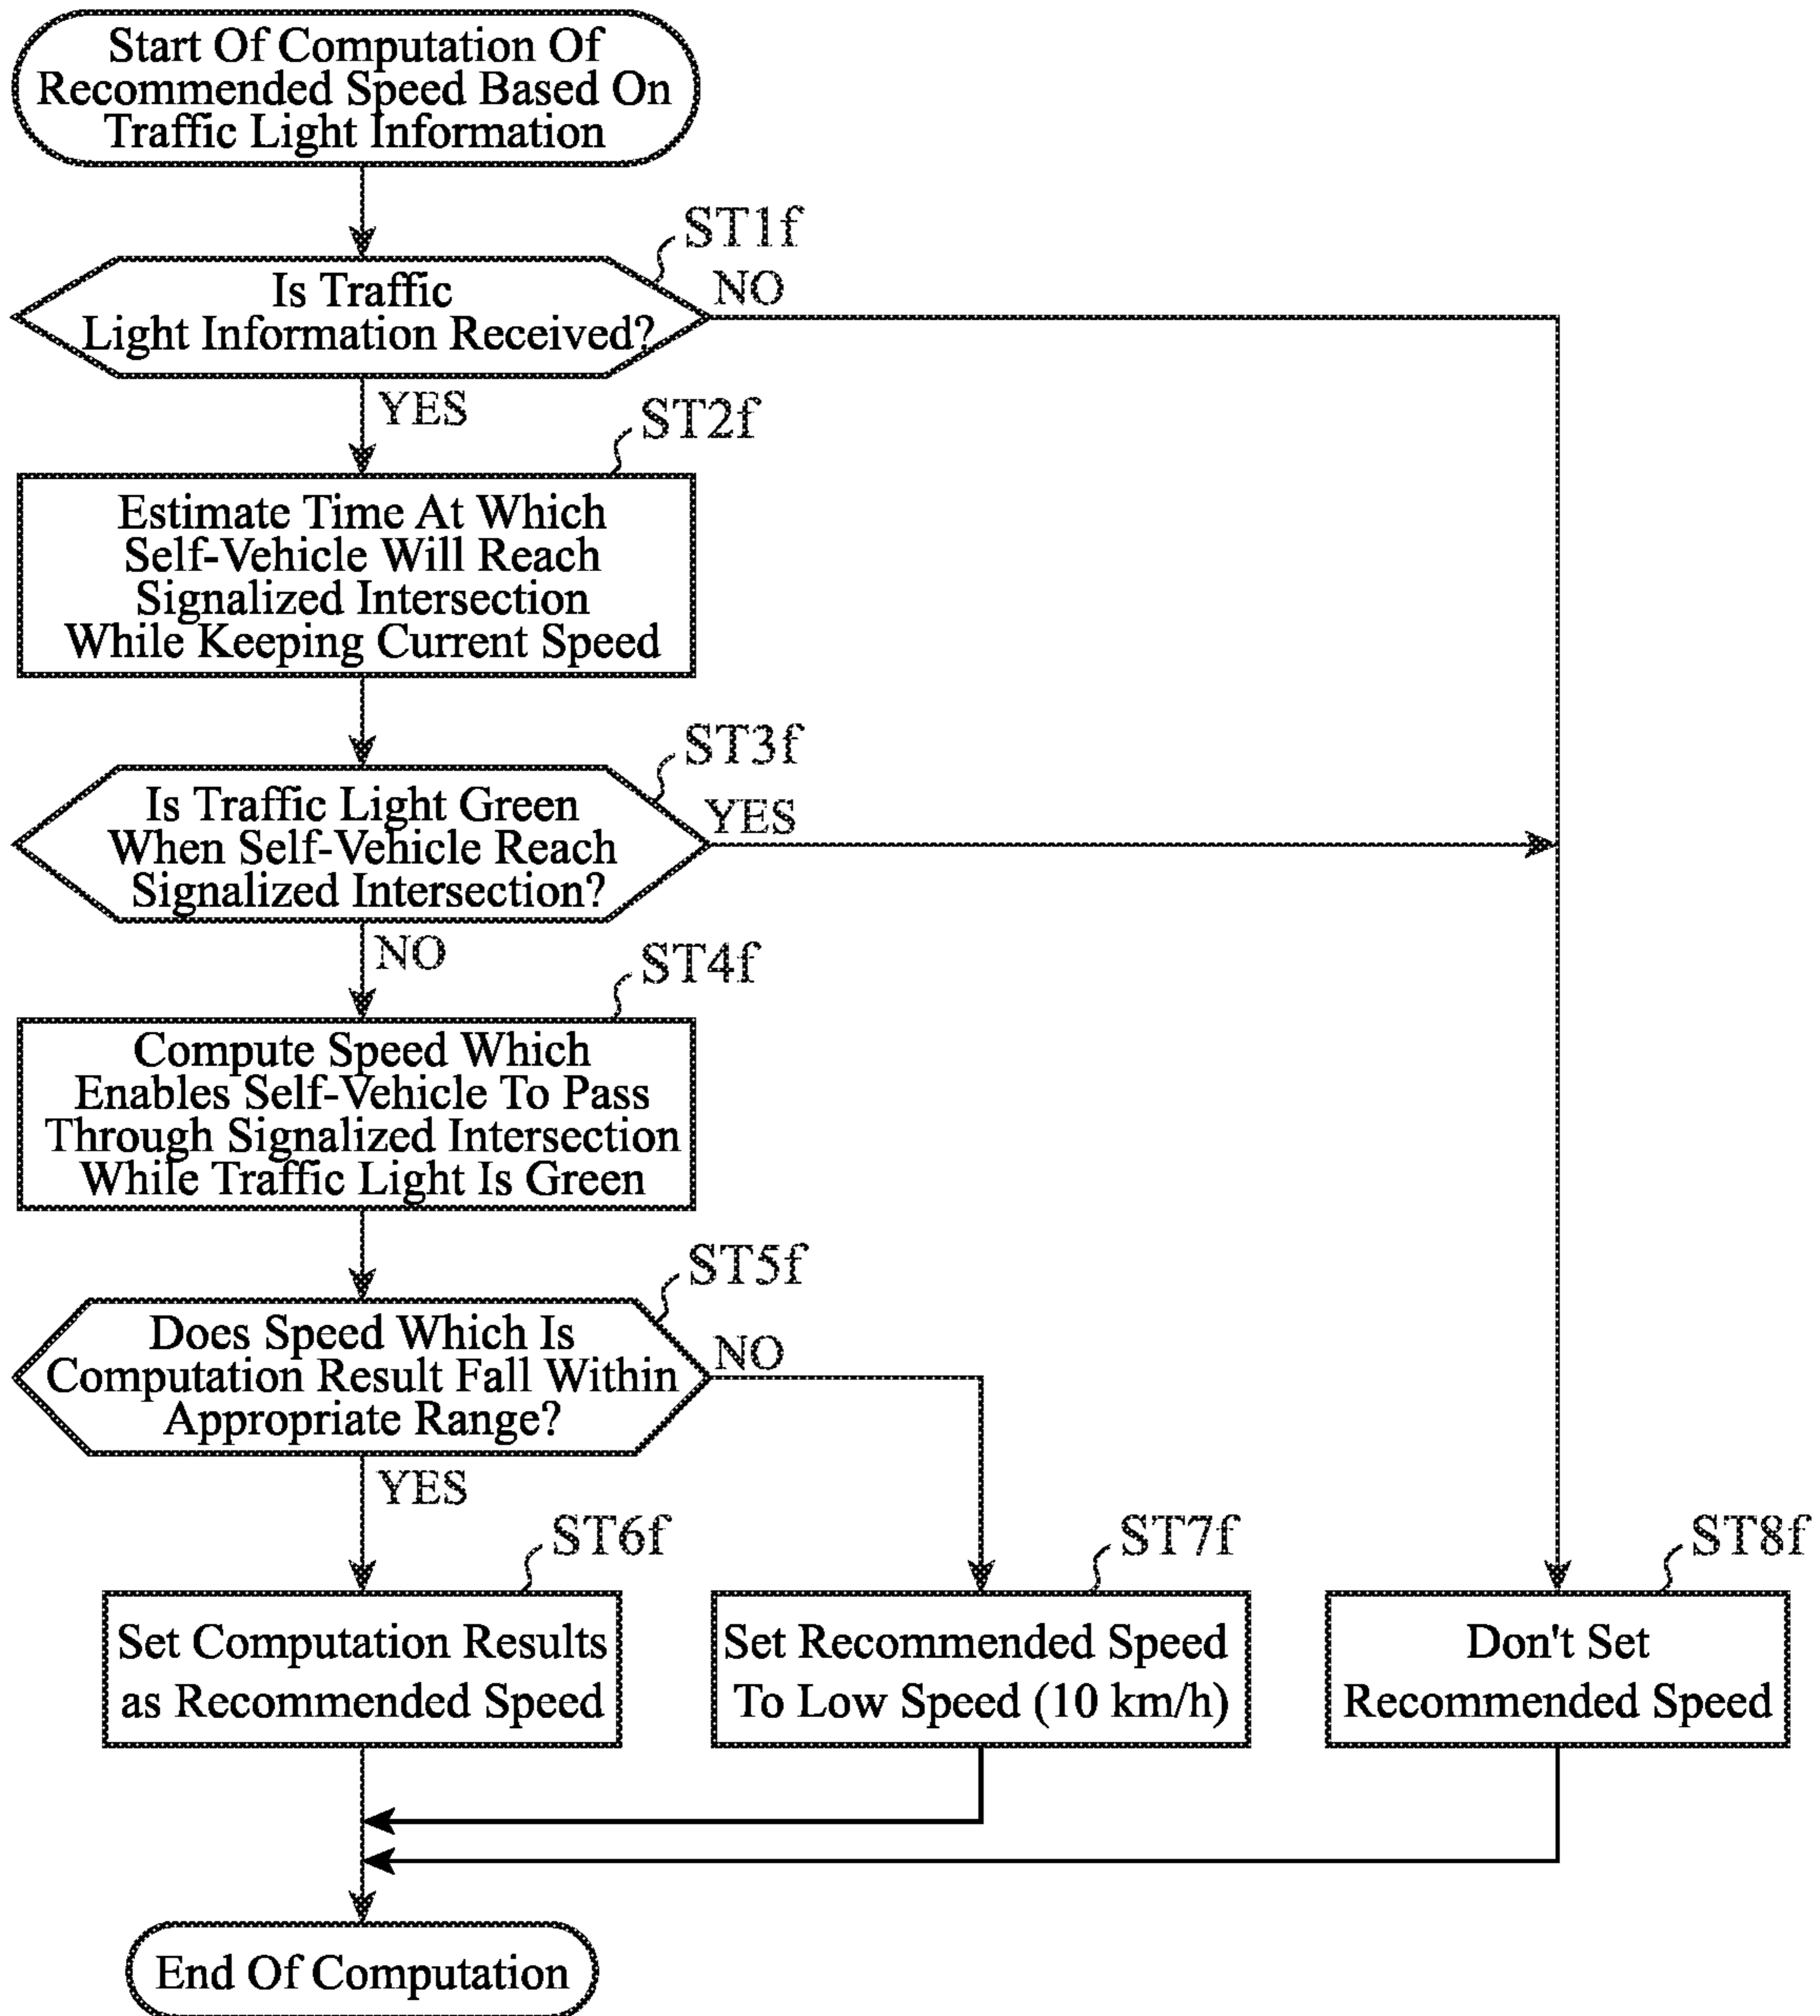 Start Of Computation Of
Recommended Speed Based On
Traffic Light Information
ST1f
Is Traffic
Light Information Received?
NO
YES
ST2f
Estimate Time At Which
Self-Vehicle Will Reach
Signalized Intersection
While Keeping Current Speed
ST3f
Is Traffic Light Green
When Self-Vehicle Reach
Signalized Intersection?
YES
NO
ST4f
Compute Speed Which
Enables Self-Vehicle To Pass
Through Signalized Intersection
While Traffic Light Is Green
ST5f
Does Speed Which Is
Computation Result Fall Within
Appropriate Range?
NO
YES
ST6f
Set Computation Results
as Recommended Speed
ST7f
Set Recommended Speed
To Low Speed (10 km/h)
ST8f
Don't Set
Recommended Speed
End Of Computation